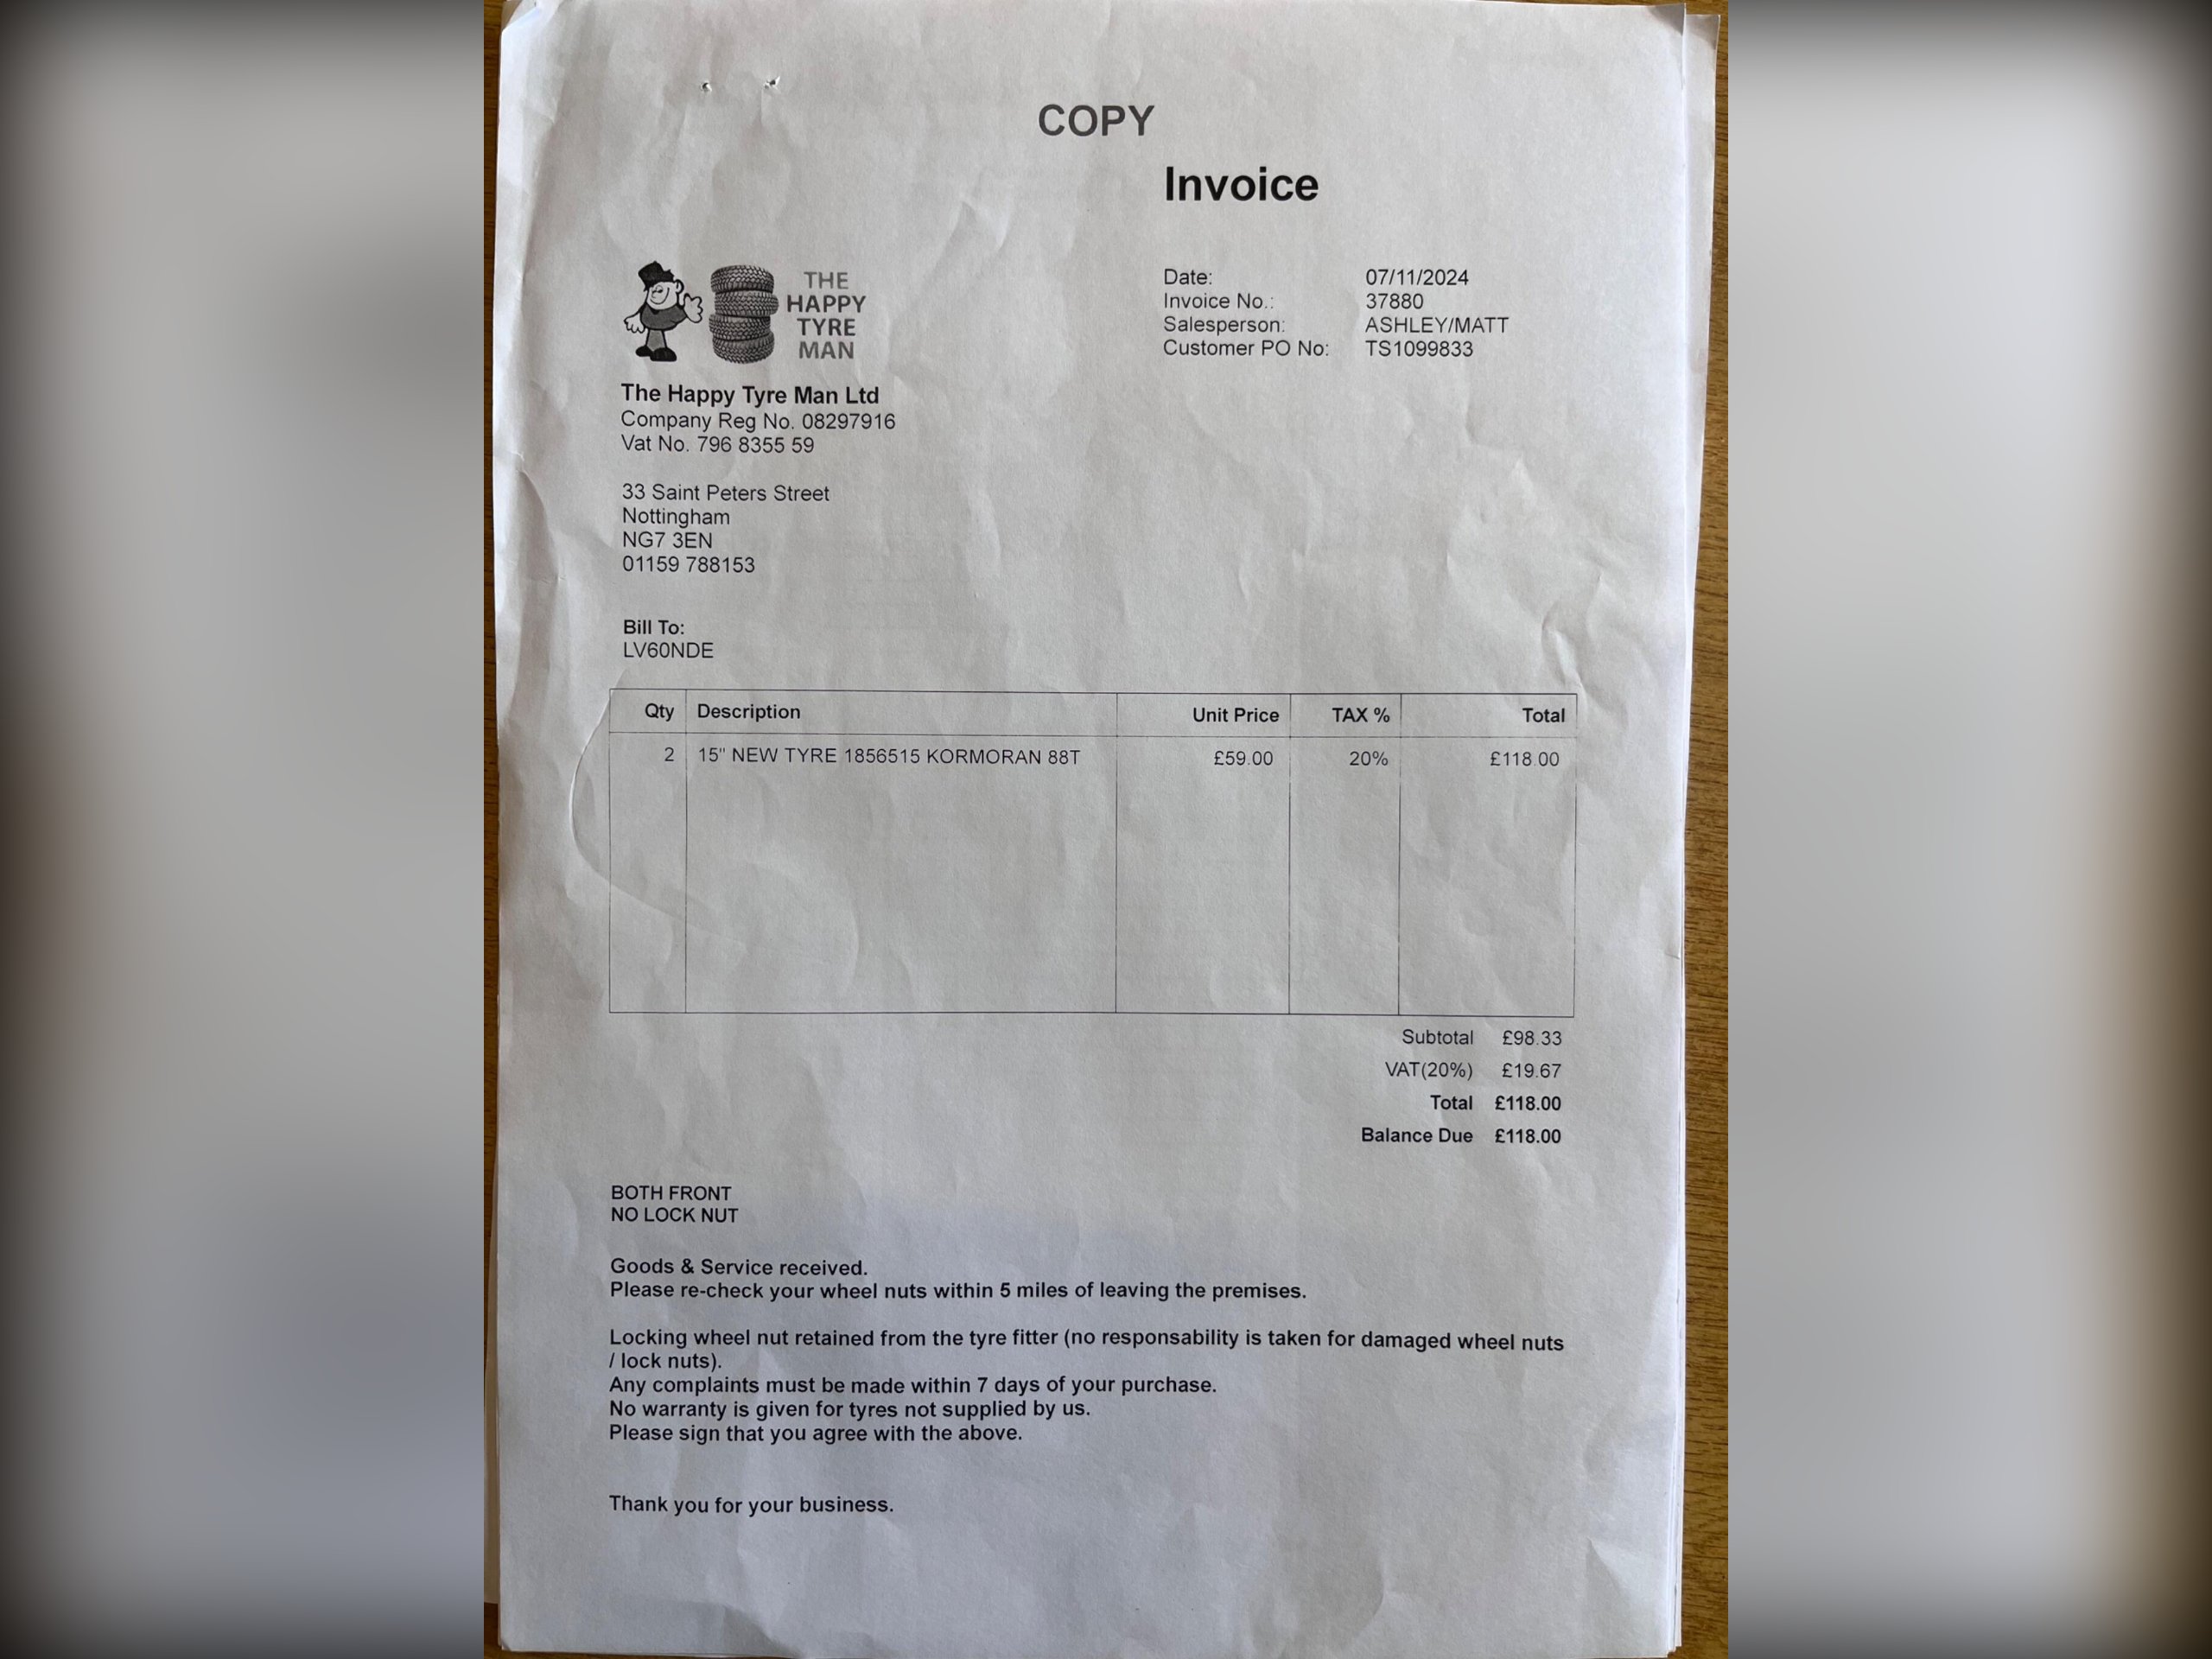 COPY
Invoice
THE
HAPPY
TYRE
MAN
Date: 07/11/2024
Invoice No.: 37880
Salesperson: ASHLEY/MATT
Customer PO No: TS1099833
The Happy Tyre Man Ltd
Company Reg No. 08297916
Vat No. 796 8355 59
33 Saint Peters Street
Nottingham
NG7 3EN
01159 788153
Bill To:
LV60NDE
Qty Description Unit Price TAX % Total
2 15" NEW TYRE 1856515 KORMORAN 88T £59.00 20% £118.00
Subtotal £98.33
VAT(20%) £19.67
Total £118.00
Balance Due £118.00
BOTH FRONT
NO LOCK NUT
Goods & Service received.
Please re-check your wheel nuts within 5 miles of leaving the premises.
Locking wheel nut retained from the tyre fitter (no responsability is taken for damaged wheel nuts
/ lock nuts).
Any complaints must be made within 7 days of your purchase.
No warranty is given for tyres not supplied by us.
Please sign that you agree with the above.
Thank you for your business.